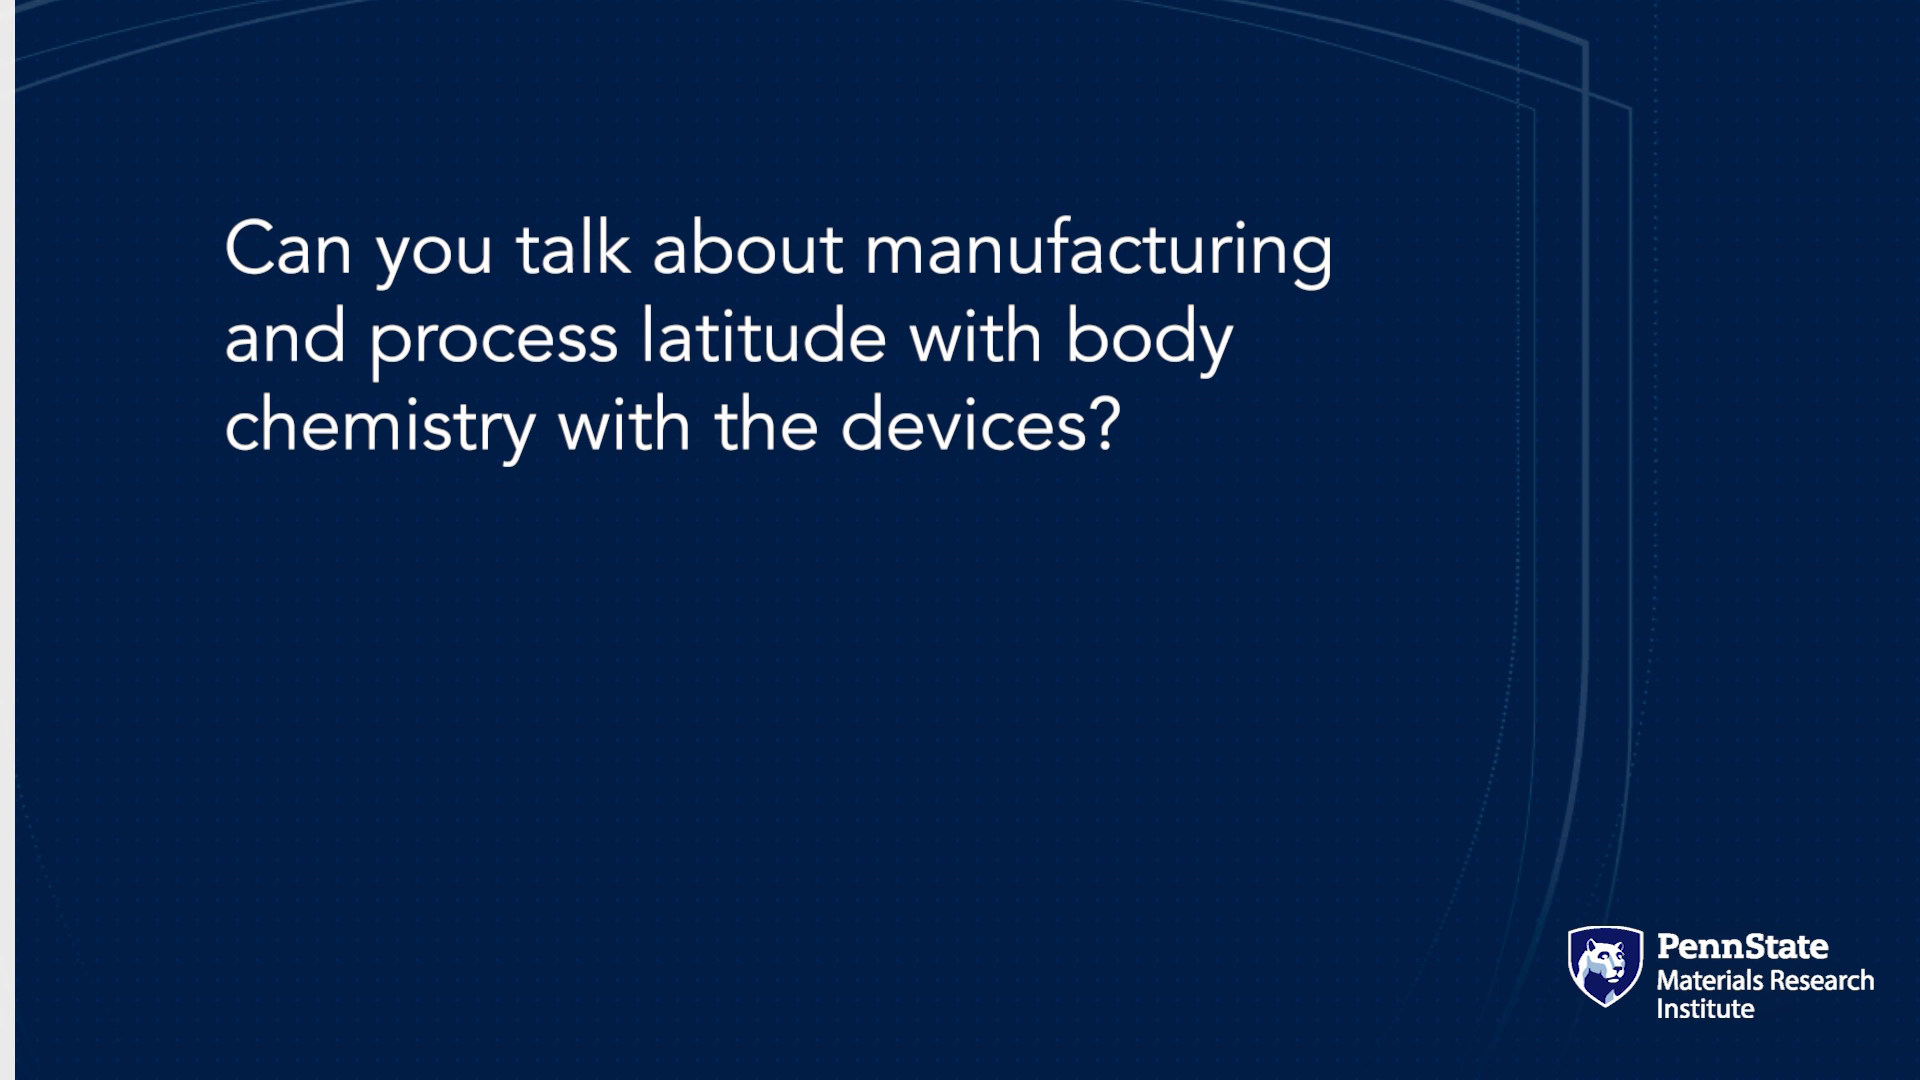 Can you talk about manufacturing
and process latitude with body
chemistry with the devices?
PennState
Materials Research
Institute